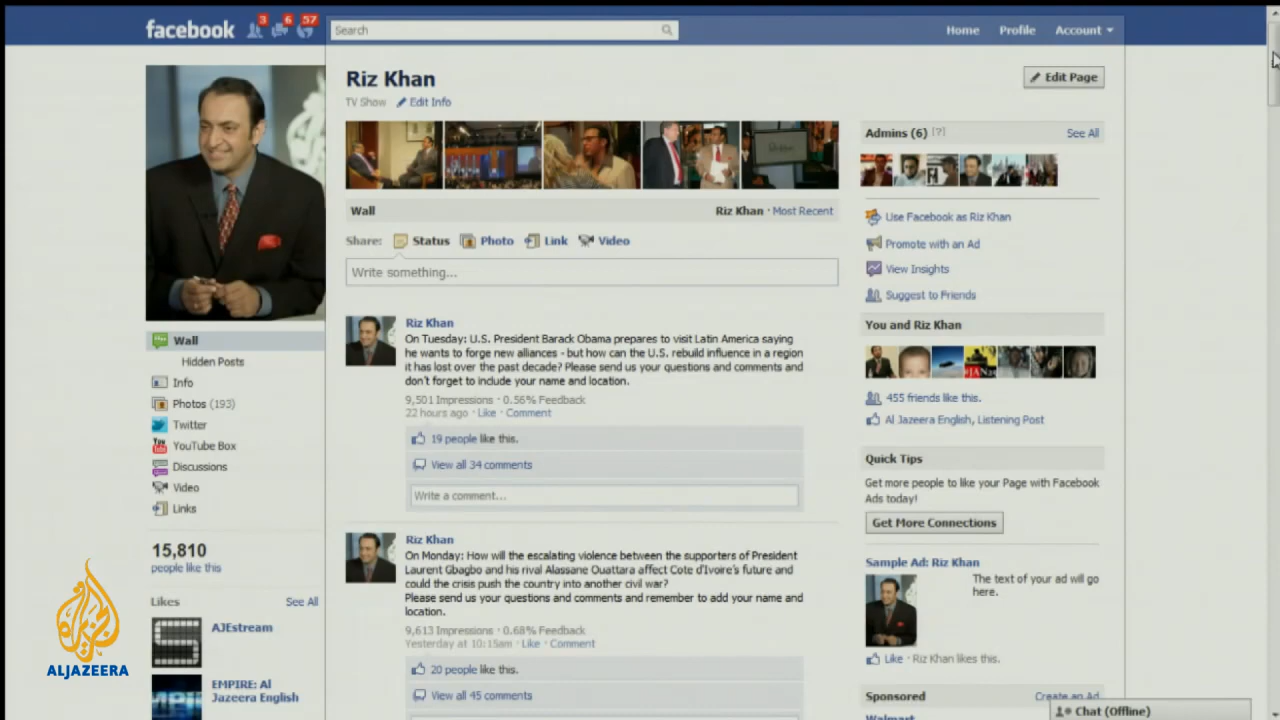 facebook
3
6
57
Search
Home
Profile
Account
Riz Khan
TV Show
Edit Info
Edit Page
Wall
Riz Khan · Most Recent
Share:
Status
Photo
Link
Video
Write something...
Riz Khan
On Tuesday: U.S. President Barack Obama prepares to visit Latin America saying
he wants to forge new alliances - but how can the U.S. rebuild influence in a region
it has lost over the past decade? Please send us your questions and comments and
don't forget to include your name and location.
9,501 Impressions · 0.56% Feedback
22 hours ago · Like · Comment
19 people like this.
View all 34 comments
Write a comment...
Riz Khan
On Monday: How will the escalating violence between the supporters of President
Laurent Gbagbo and his rival Alassane Ouattara affect Cote d'Ivoire's future and
could the crisis push the country into another civil war?
Please send us your questions and comments and remember to add your name and
location.
9,613 Impressions · 0.68% Feedback
Yesterday at 10:15am · Like · Comment
20 people like this.
View all 45 comments
Wall
Hidden Posts
Info
Photos (193)
Twitter
YouTube Box
Discussions
Video
Links
15,810
people like this
Likes
See All
AJEstream
EMPIRE: Al
Jazeera English
ALJAZEERA
Admins (6) [?]
See All
Use Facebook as Riz Khan
Promote with an Ad
View Insights
Suggest to Friends
You and Riz Khan
455 friends like this.
Al Jazeera English, Listening Post
Quick Tips
Get more people to like your Page with Facebook
Ads today!
Get More Connections
Sample Ad: Riz Khan
The text of your ad will go
here.
Like · Riz Khan likes this.
Sponsored
Create an Ad
Walmart
Chat (Offline)